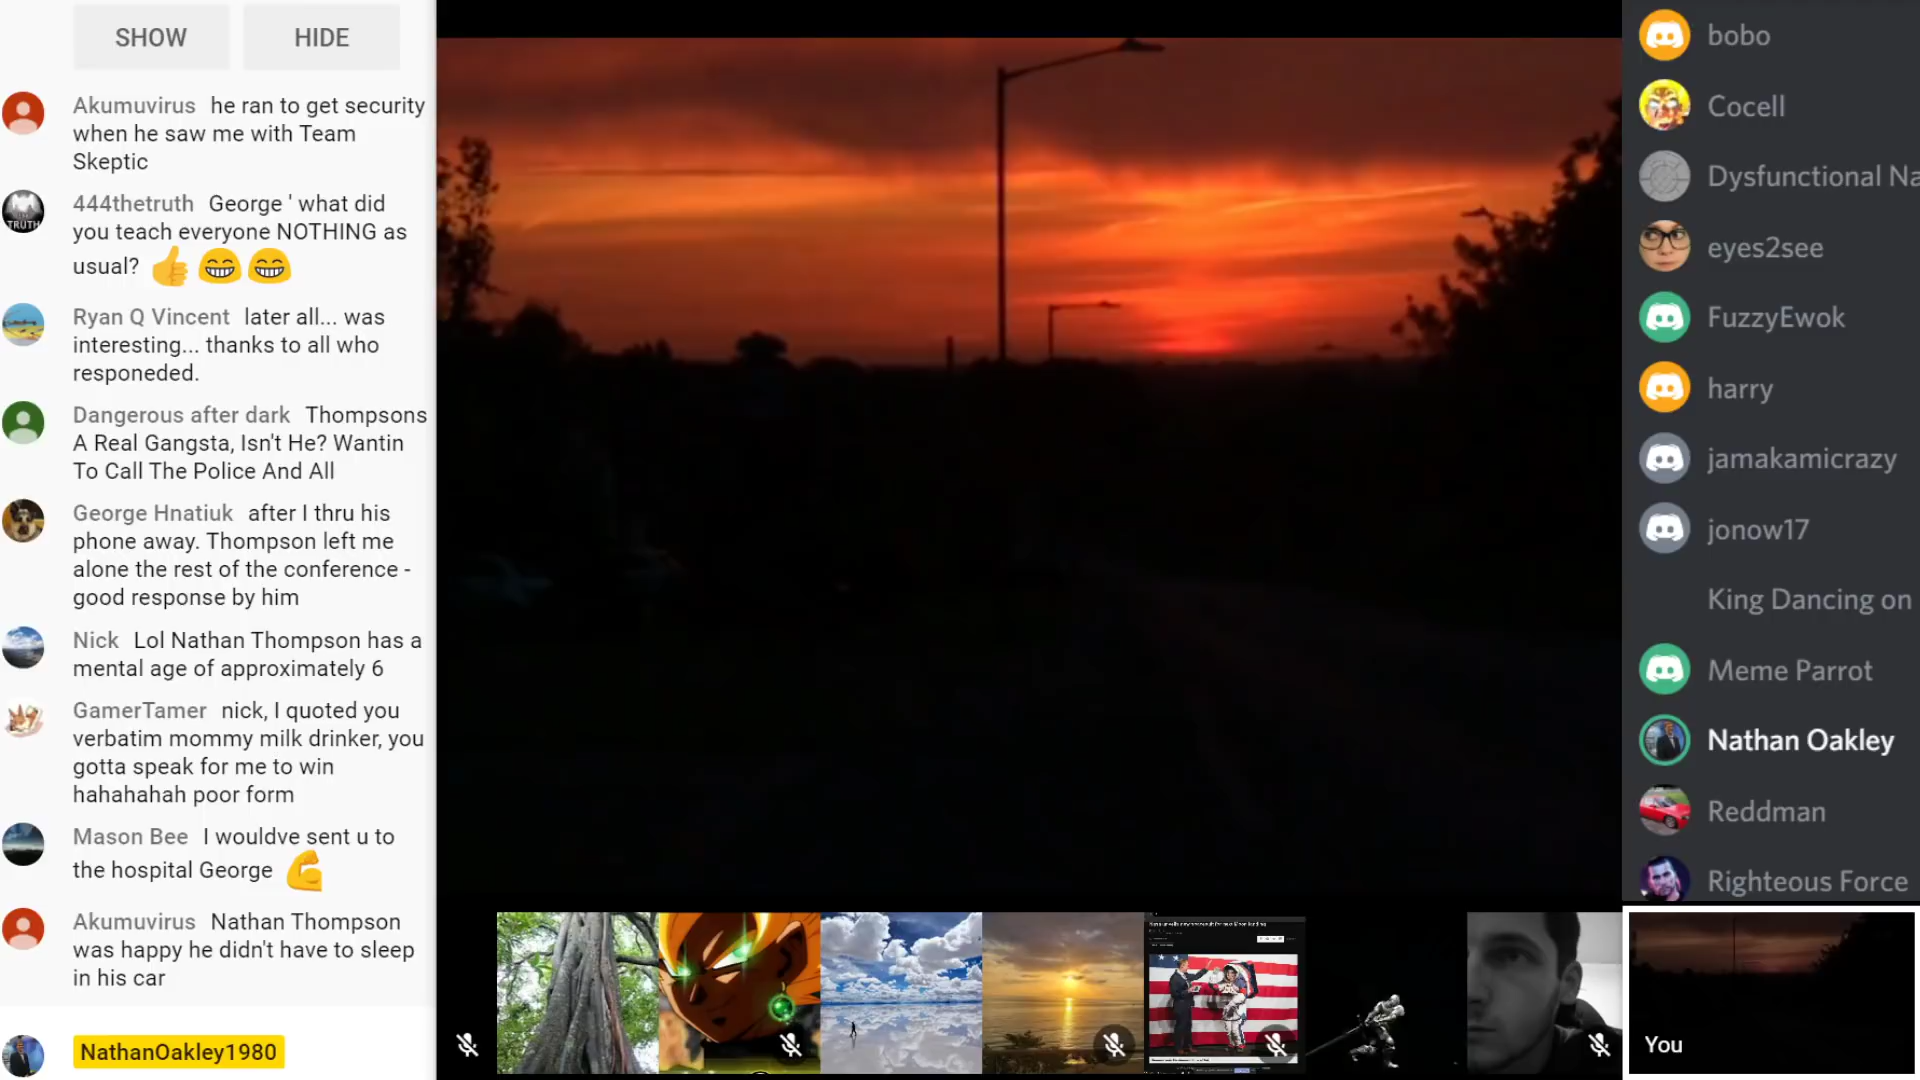 SHOW HIDE
Akumuvirus he ran to get security
when he saw me with Team
Skeptic
444thetruth George ' what did
you teach everyone NOTHING as
usual?
TRUTH
Ryan Q Vincent later all... was
interesting... thanks to all who
responeded.
Dangerous after dark Thompsons
A Real Gangsta, Isn't He? Wantin
To Call The Police And All
George Hnatiuk after I thru his
phone away. Thompson left me
alone the rest of the conference -
good response by him
Nick Lol Nathan Thompson has a
mental age of approximately 6
GamerTamer nick, I quoted you
verbatim mommy milk drinker, you
gotta speak for me to win
hahahahah poor form
Mason Bee I wouldve sent u to
the hospital George
Akumuvirus Nathan Thompson
was happy he didn't have to sleep
in his car
NathanOakley1980
bobo
Cocell
Dysfunctional Na
eyes2see
FuzzyEwok
harry
jamakamicrazy
jonow17
King Dancing on
Meme Parrot
Nathan Oakley
Reddman
Righteous Force
You